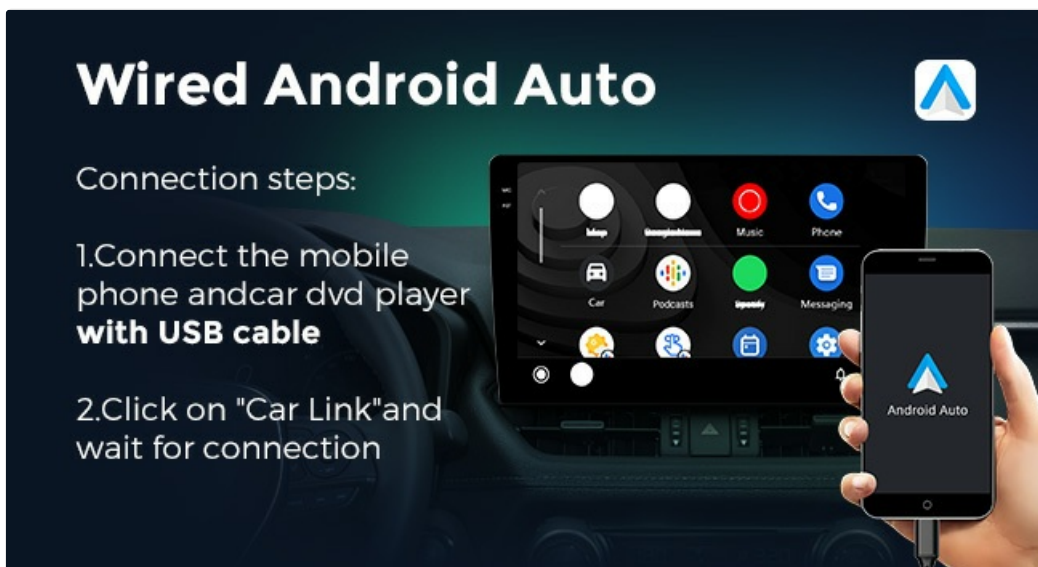 Wired Android Auto
Connection steps:
1.Connect the mobile
phone andcar dvd player
with USB cable
2.Click on "Car Link"and
wait for connection
Music
Phone
Car
Podcasts
Messaging
Android Auto